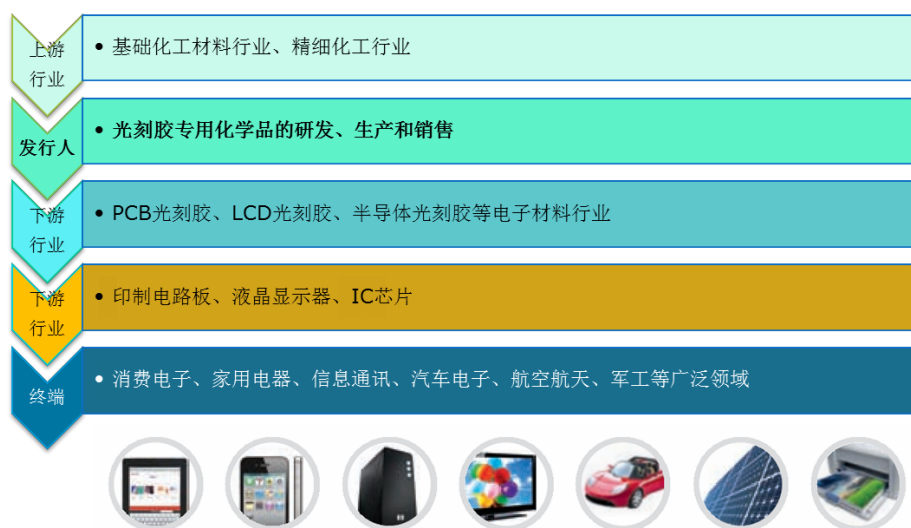 上游
行业
• 基础化工材料行业、精细化工行业
发行人
• 光刻胶专用化学品的研发、生产和销售
下游
行业
• PCB光刻胶、LCD光刻胶、半导体光刻胶等电子材料行业
下游
行业
• 印制电路板、液晶显示器、IC芯片
终端
• 消费电子、家用电器、信息通讯、汽车电子、航空航天、军工等广泛领域